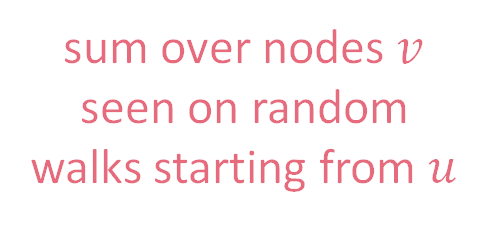 sum over nodes 𝑣
seen on random
walks starting from 𝑢